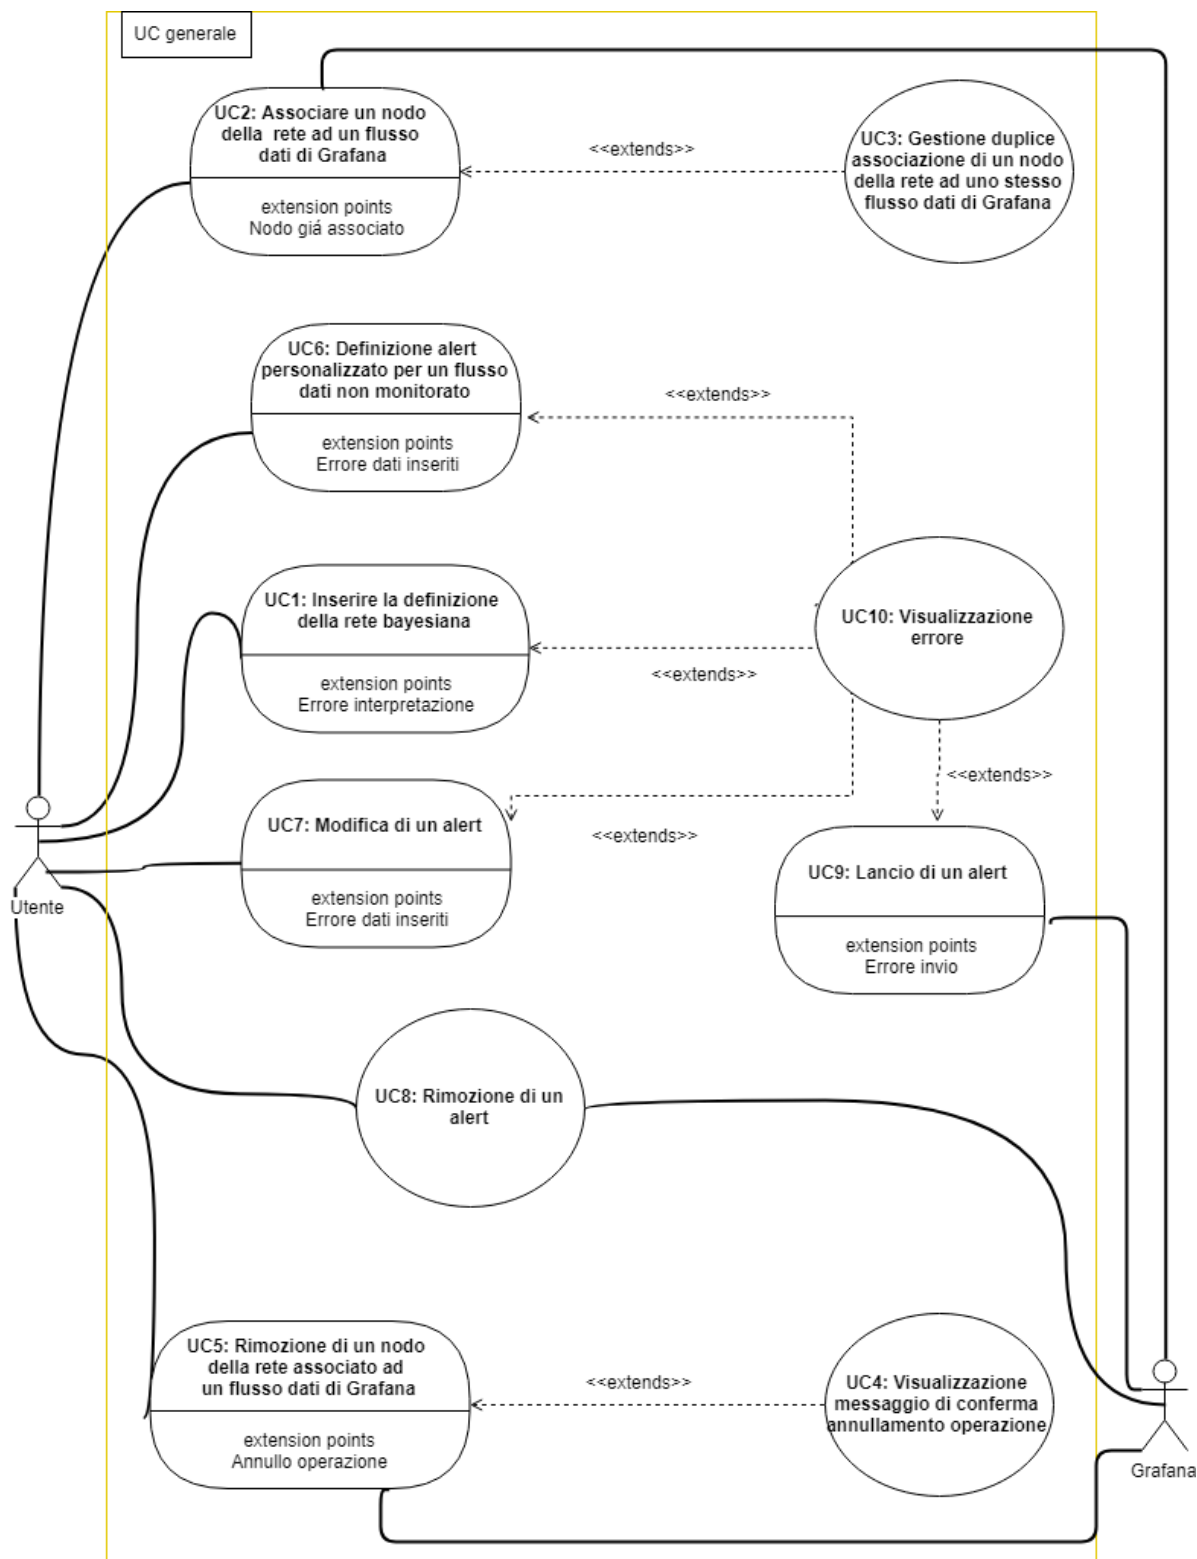 UC generale
UC2: Associare un nodo
della rete ad un flusso
dati di Grafana
extension points
Nodo giá associato
<<extends>>
UC3: Gestione duplice
associazione di un nodo
della rete ad uno stesso
flusso dati di Grafana
UC6: Definizione alert
personalizzato per un flusso
dati non monitorato
extension points
Errore dati inseriti
<<extends>>
UC1: Inserire la definizione
della rete bayesiana
extension points
Errore interpretazione
<<extends>>
UC10: Visualizzazione
errore
<<extends>>
UC7: Modifica di un alert
extension points
Errore dati inseriti
<<extends>>
UC9: Lancio di un alert
extension points
Errore invio
Utente
UC8: Rimozione di un
alert
UC5: Rimozione di un nodo
della rete associato ad
un flusso dati di Grafana
extension points
Annullo operazione
<<extends>>
UC4: Visualizzazione
messaggio di conferma
annullamento operazione
Grafana